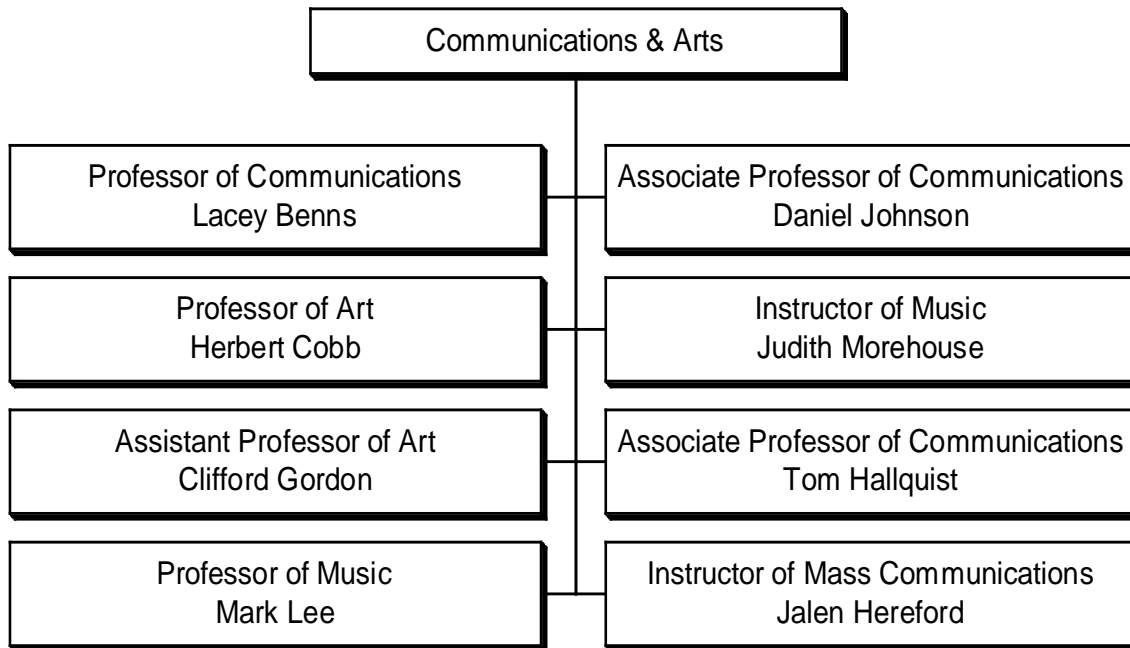 Communications & Arts
Professor of Communications
Lacey Benns
Associate Professor of Communications
Daniel Johnson
Professor of Art
Herbert Cobb
Instructor of Music
Judith Morehouse
Assistant Professor of Art
Clifford Gordon
Associate Professor of Communications
Tom Hallquist
Professor of Music
Mark Lee
Instructor of Mass Communications
Jalen Hereford